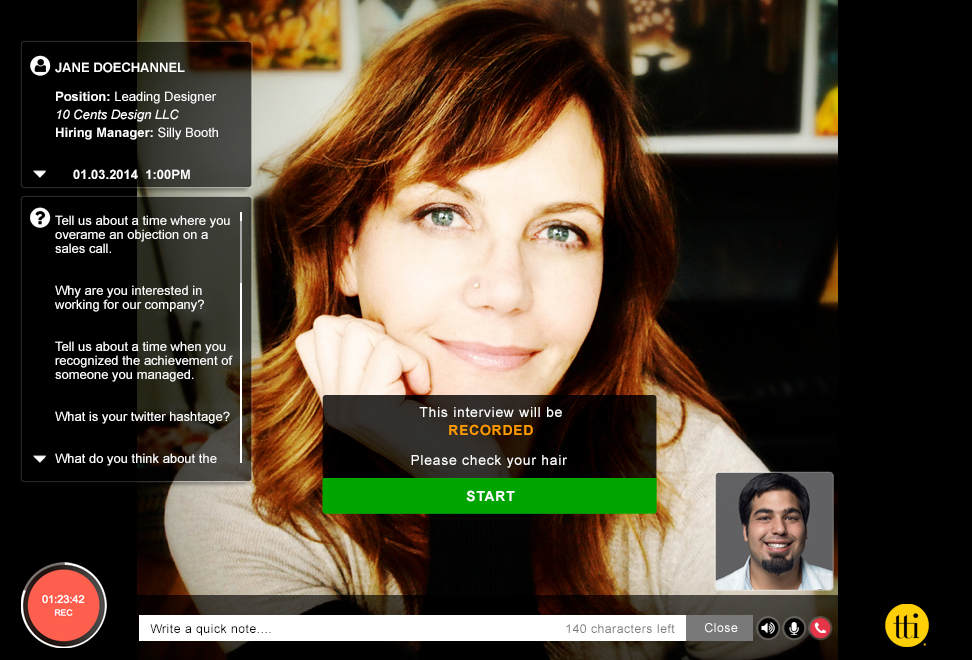 JANE DOECHANNEL
Position: Leading Designer
10 Cents Design LLC
Hiring Manager: Silly Booth
01.03.2014 1:00PM
?
Tell us about a time where you
overame an objection on a
sales call.
Why are you interested in
working for our company?
Tell us about a time when you
recognized the achievement of
someone you managed.
What is your twitter hashtage?
What do you think about the
This interview will be
RECORDED
Please check your hair
START
01:23:42
REC
Write a quick note....
140 characters left
Close
tti